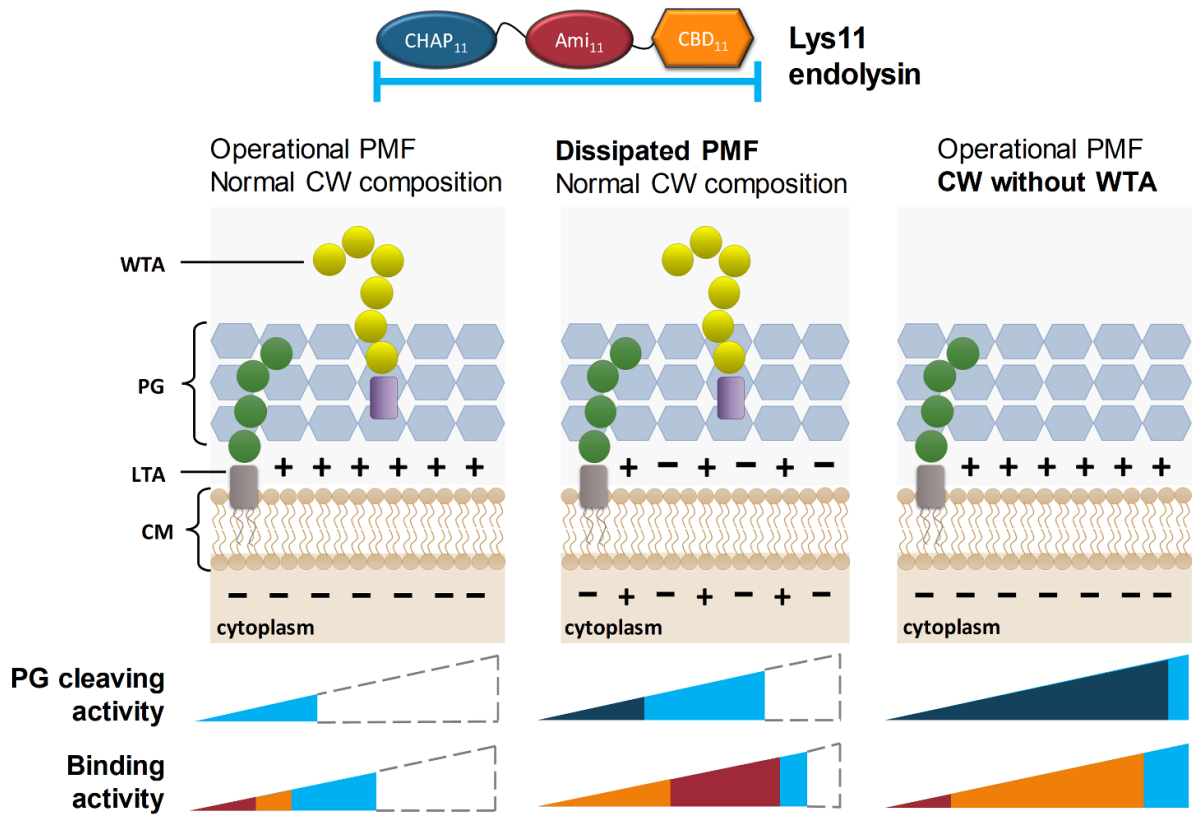 CHAP11
Ami11
CBD11
Lys11
endolysin
Operational PMF
Normal CW composition
Dissipated PMF
Normal CW composition
Operational PMF
CW without WTA
WTA
PG
LTA
CM
+ + + + + +
+ - + - + -
+ + + + + +
- - - - - - -
- + - + - + -
- - - - - - -
cytoplasm
cytoplasm
cytoplasm
PG cleaving
activity
Binding
activity